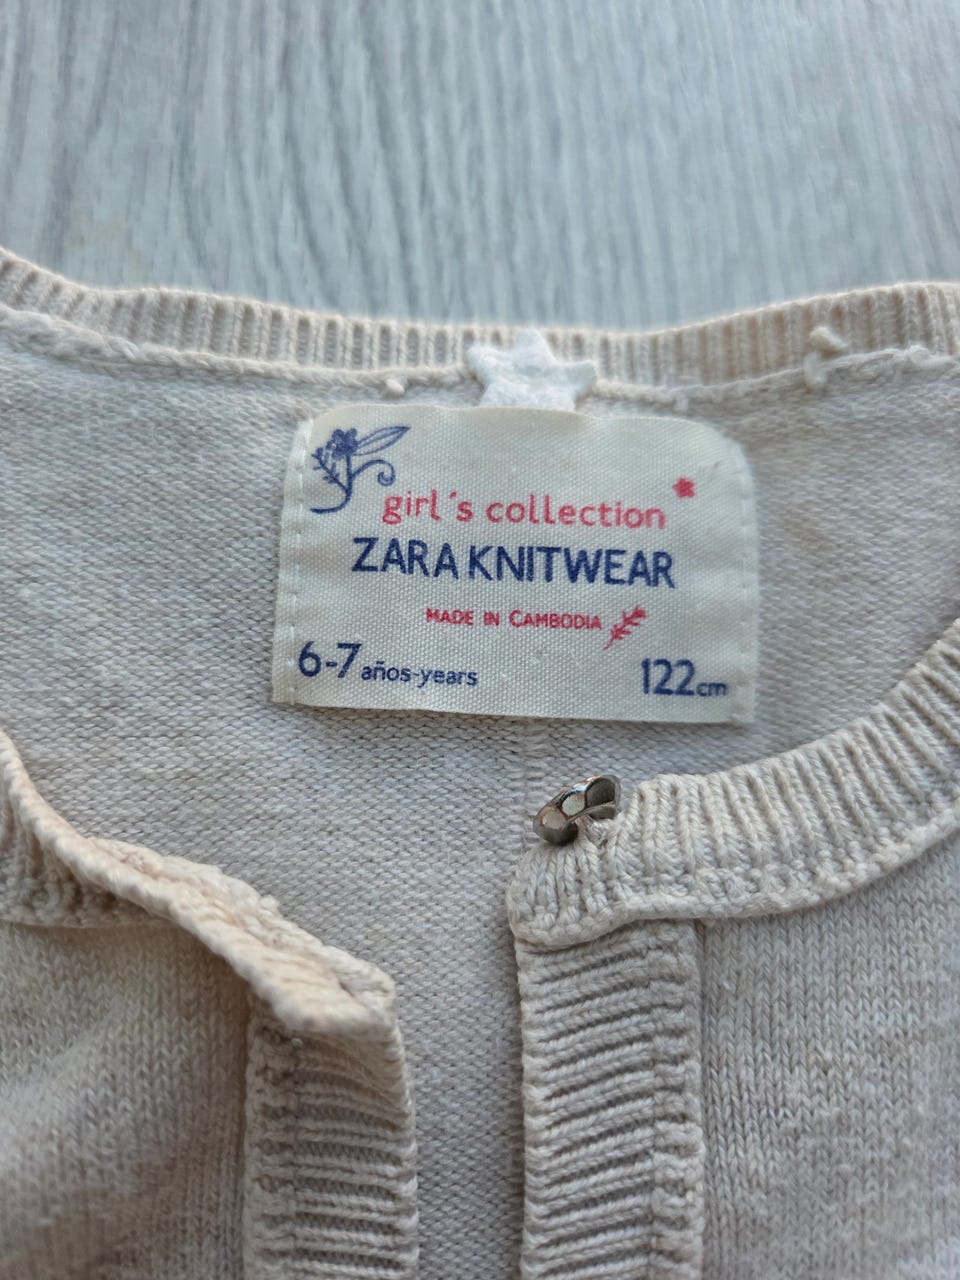 girl´s collection
ZARA KNITWEAR
MADE IN CAMBODIA
6-7 años-years
122cm